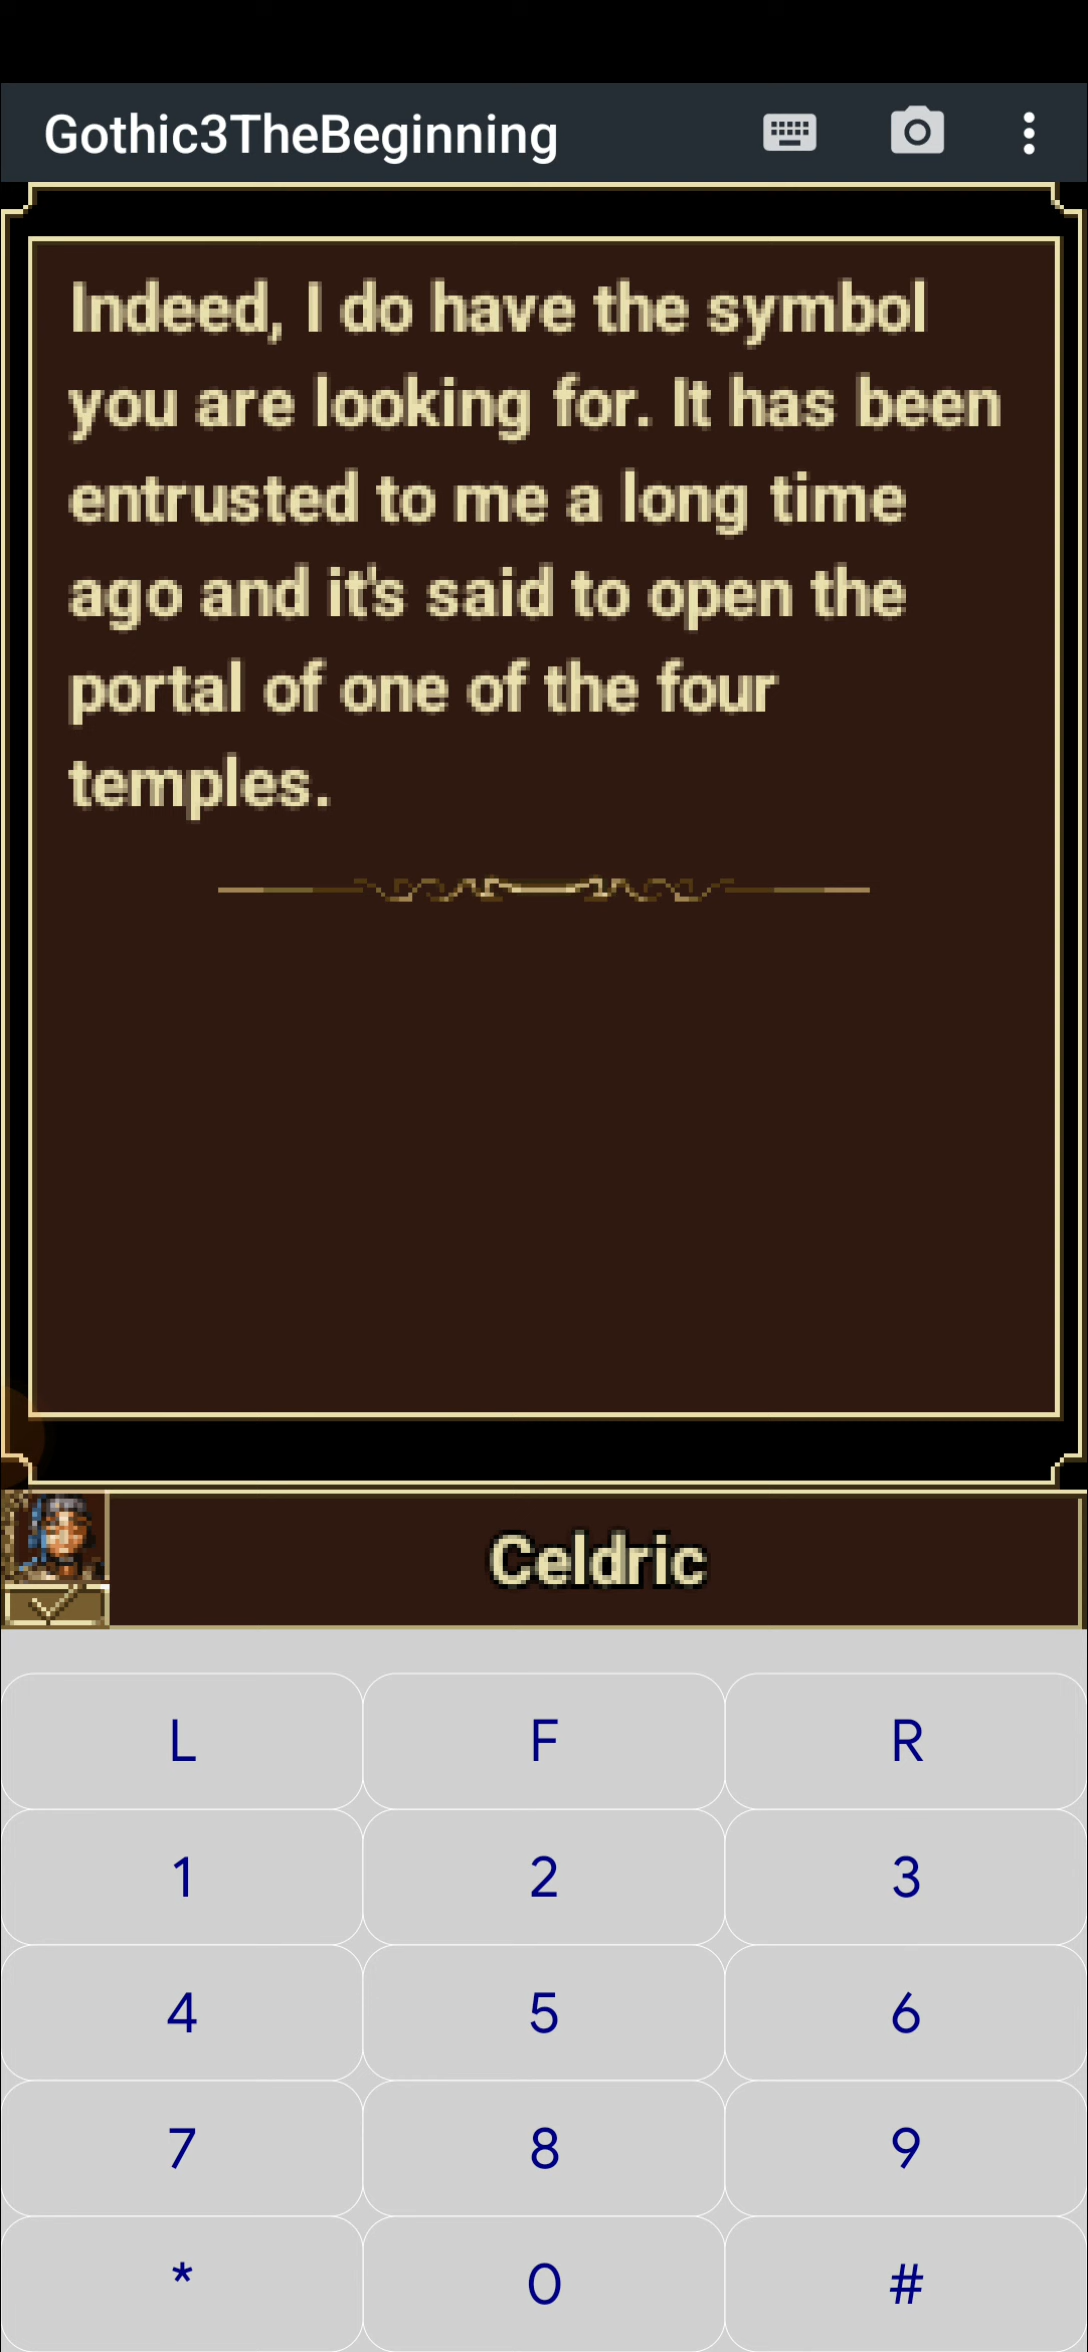 Gothic3TheBeginning
Indeed, I do have the symbol
you are looking for. It has been
entrusted to me a long time
ago and it's said to open the
portal of one of the four
temples.
Celdric
L F R
1 2 3
4 5 6
7 8 9
* 0 #